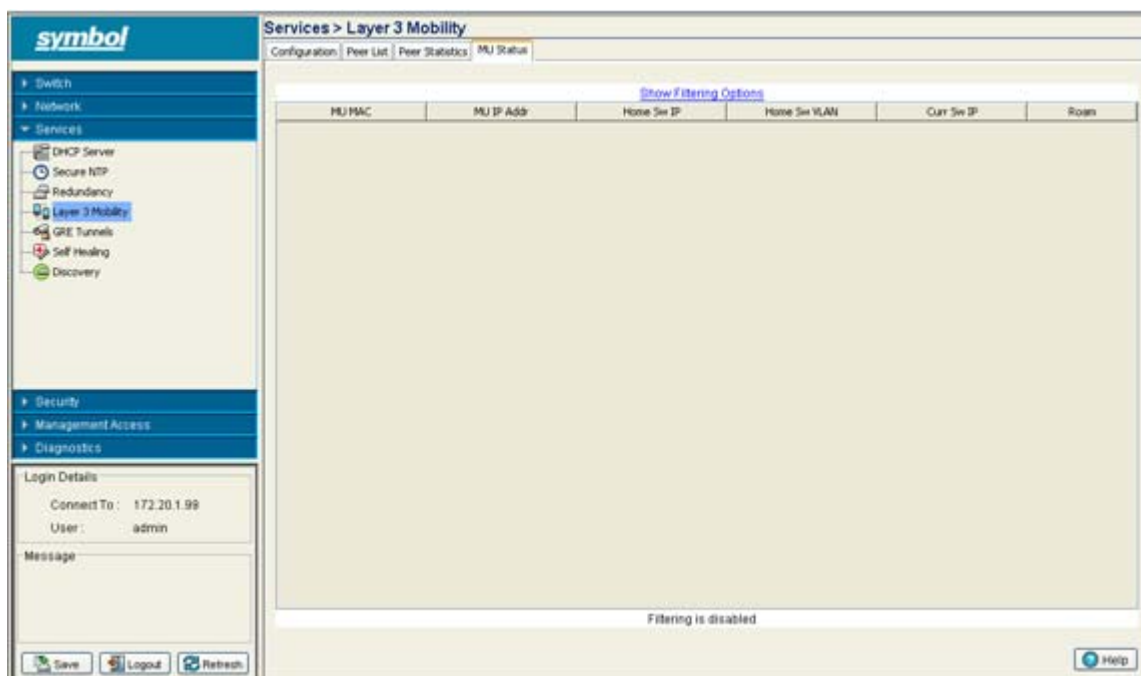 symbol
Services > Layer 3 Mobility
Configuration Peer List Peer Statistics MU Status
Switch
Network
Services
DHCP Server
Secure NTP
Redundancy
Layer 3 Mobility
GRE Tunnels
Self Healing
Discovery
Security
Management Access
Diagnostics
Login Details
Connect To : 172.20.1.99
User : admin
Message
Save Logout Refresh
Show Filtering Options
MU MAC MU IP Addr Home Sw IP Home Sw VLAN Curr Sw IP Roam
Filtering is disabled
Help